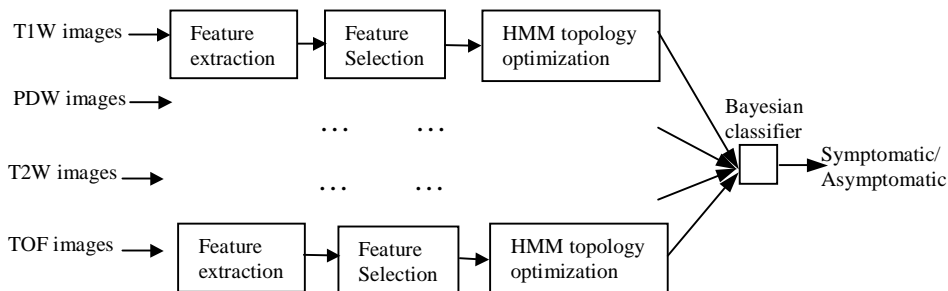 T1W images
Feature
extraction
Feature
Selection
HMM topology
optimization
PDW images
Bayesian
classifier
... ...
Symptomatic/
Asymptomatic
T2W images
... ...
TOF images
Feature
extraction
Feature
Selection
HMM topology
optimization